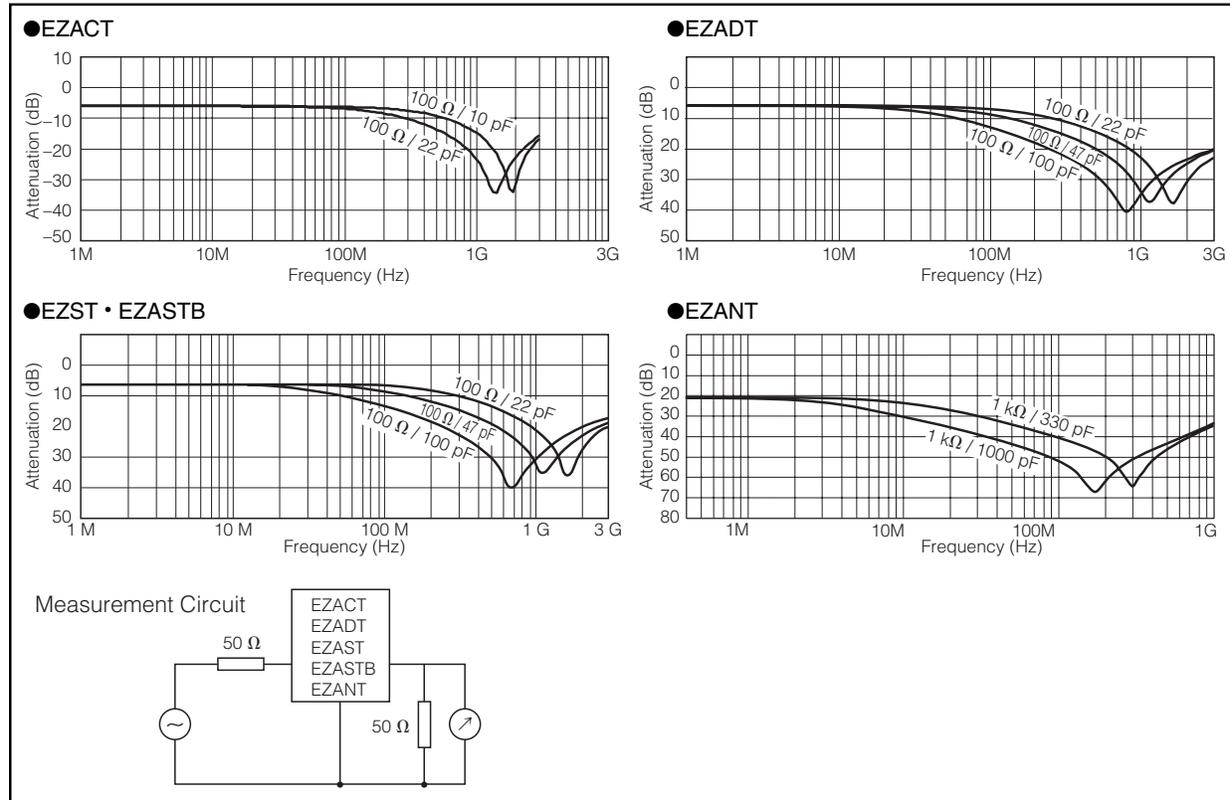 ●EZACT
10
0
–10
–20
–30
–40
–50
Attenuation (dB)
100 Ω / 10 pF
100 Ω / 22 pF
1M
10M
100M
1G
3G
Frequency (Hz)
●EZADT
0
10
20
30
40
50
Attenuation (dB)
100 Ω / 22 pF
100 Ω / 47 pF
100 Ω / 100 pF
1M
10M
100M
1G
3G
Frequency (Hz)
●EZST • EZASTB
0
10
20
30
40
50
Attenuation (dB)
100 Ω / 22 pF
100 Ω / 47 pF
100 Ω / 100 pF
1 M
10 M
100 M
1 G
3 G
Frequency (Hz)
●EZANT
0
10
20
30
40
50
60
70
80
Attenuation (dB)
1 kΩ / 330 pF
1 kΩ / 1000 pF
1M
10M
100M
1G
Frequency (Hz)
Measurement Circuit
50 Ω
EZACT
EZADT
EZAST
EZASTB
EZANT
50 Ω